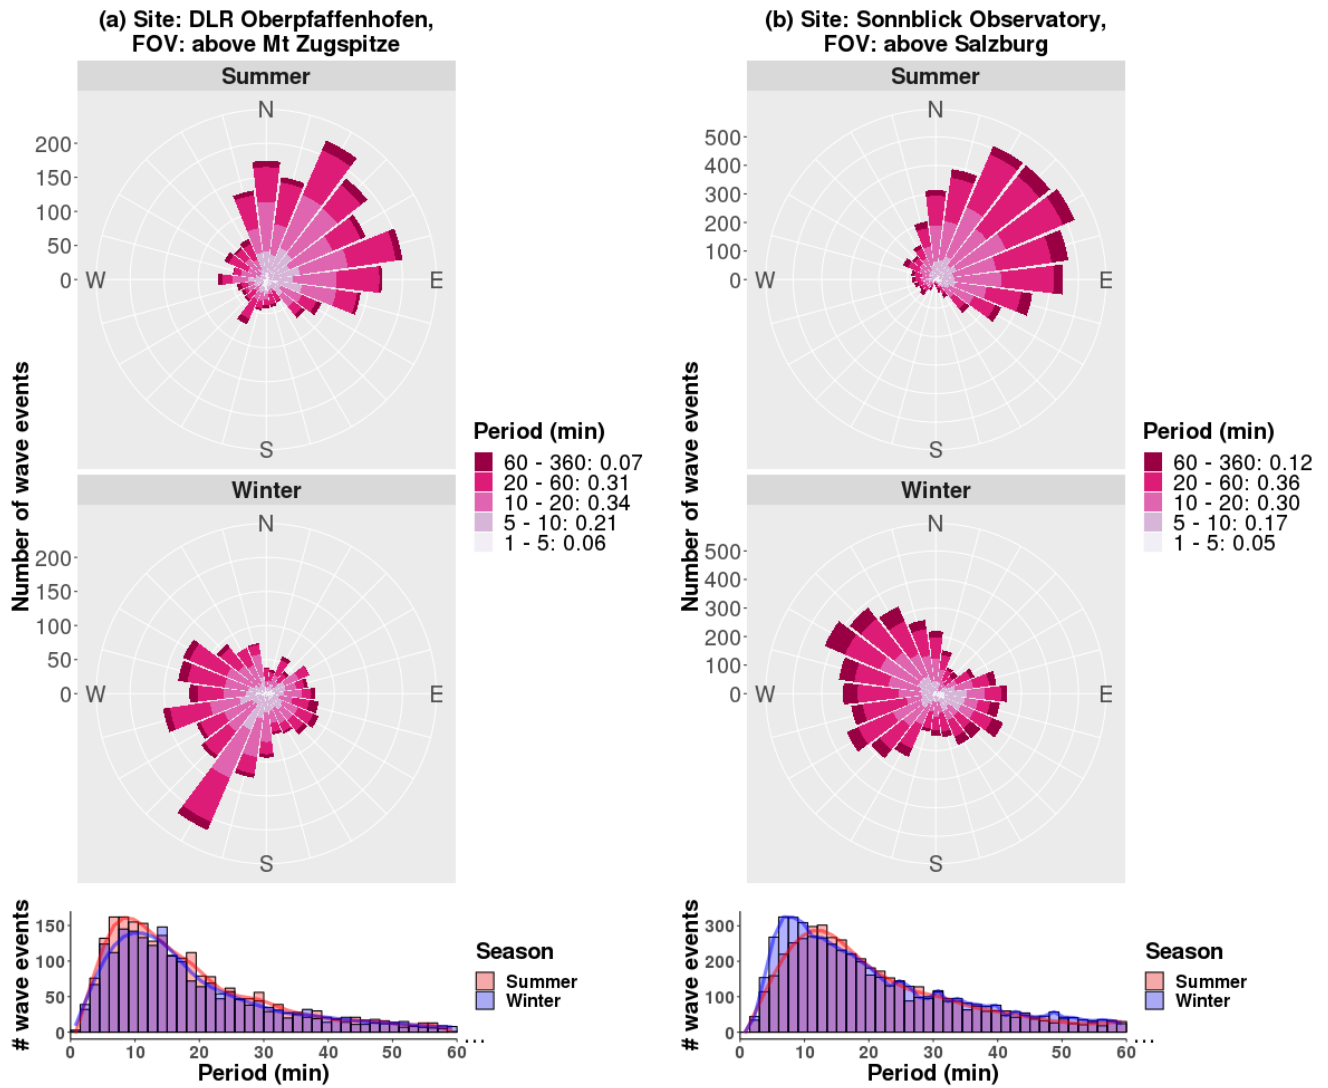 (a) Site: DLR Oberpfaffenhofen,
FOV: above Mt Zugspitze
Summer
N
200
150
100
50
0
W
E
S
Winter
N
200
150
100
50
0
W
E
S
Number of wave events
Period (min)
60 - 360: 0.07
20 - 60: 0.31
10 - 20: 0.34
5 - 10: 0.21
1 - 5: 0.06
# wave events
150
100
50
0
0 10 20 30 40 50 60 ...
Period (min)
Season
Summer
Winter
(b) Site: Sonnblick Observatory,
FOV: above Salzburg
Summer
N
500
400
300
200
100
0
W
E
S
Winter
N
500
400
300
200
100
0
W
E
S
Number of wave events
Period (min)
60 - 360: 0.12
20 - 60: 0.36
10 - 20: 0.30
5 - 10: 0.17
1 - 5: 0.05
# wave events
300
200
100
0
0 10 20 30 40 50 60 ...
Period (min)
Season
Summer
Winter